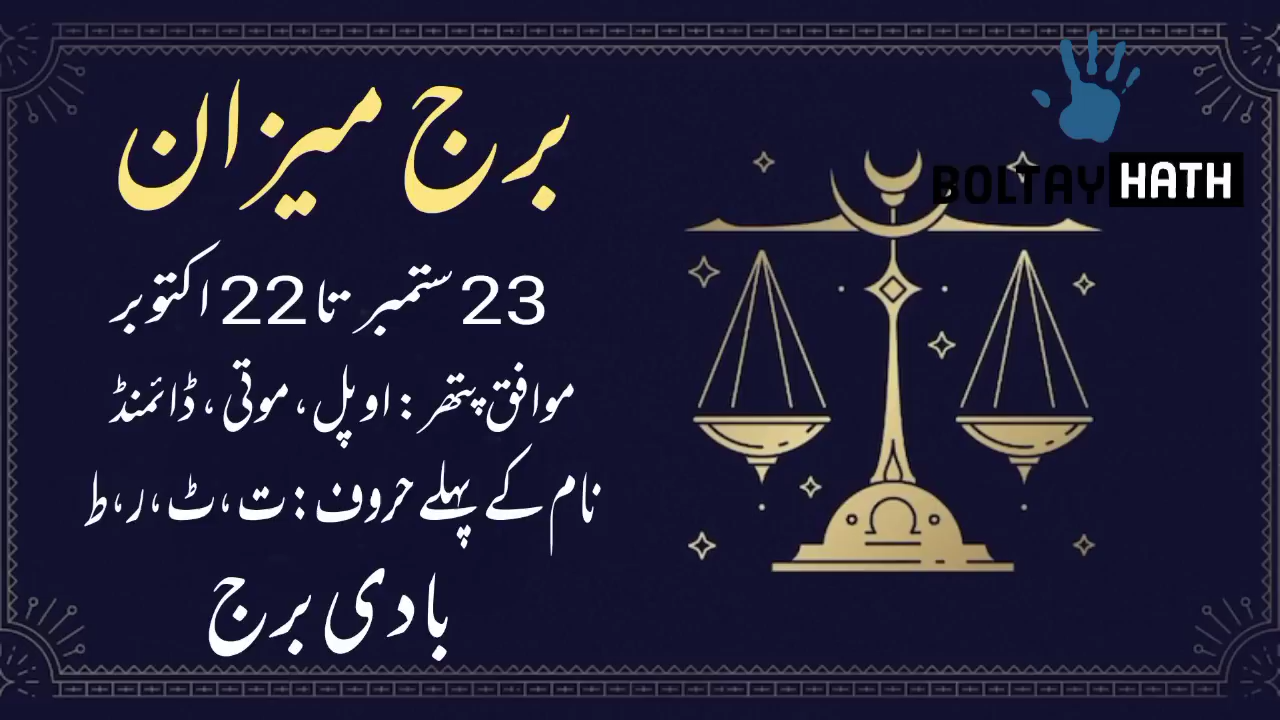 برج میزان
23 ستمبر تا 22 اکتوبر
موافق پتھر : اوپل ، موتی ، ڈائمنڈ
نام کے پہلے حروف : ت ، ٹ ، ر ، ط
بادی برج
BOLTAY HATH